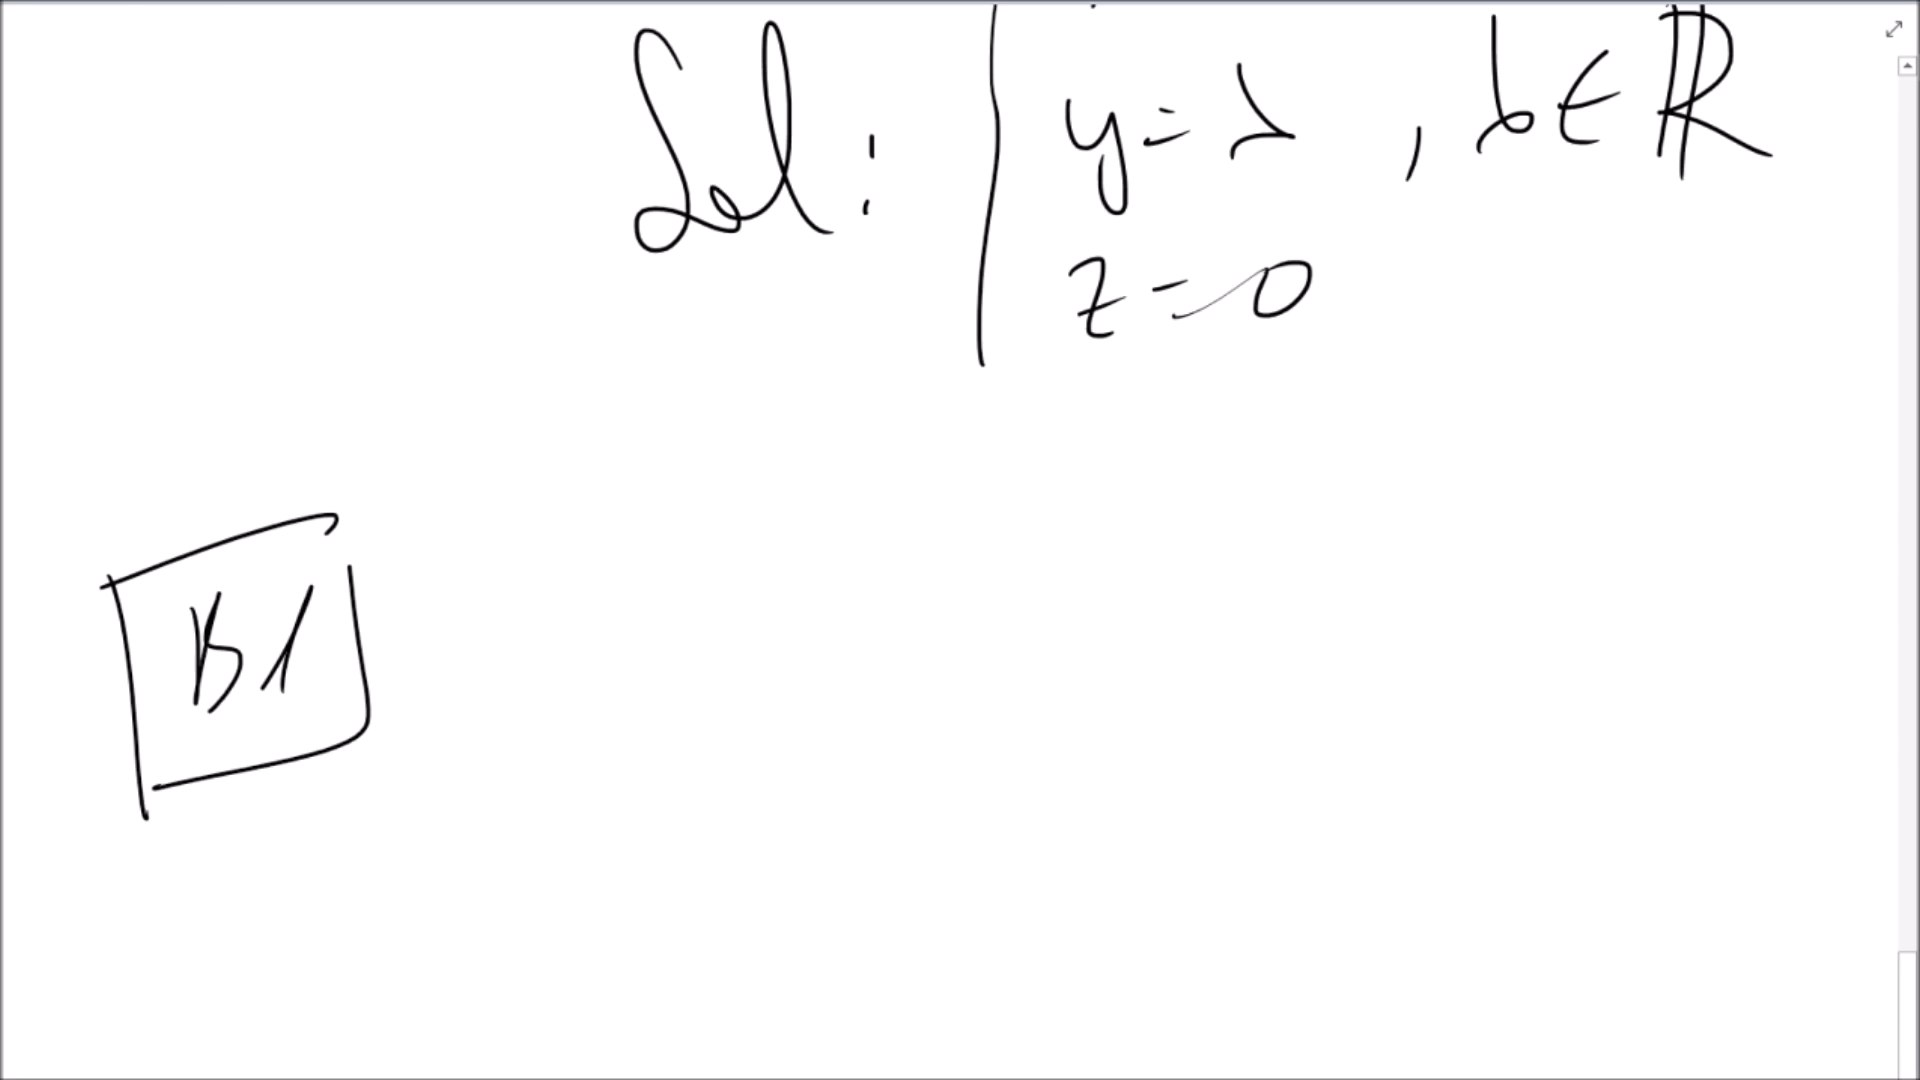 Sol: y=λ , b∈ℝ
z=0
B1